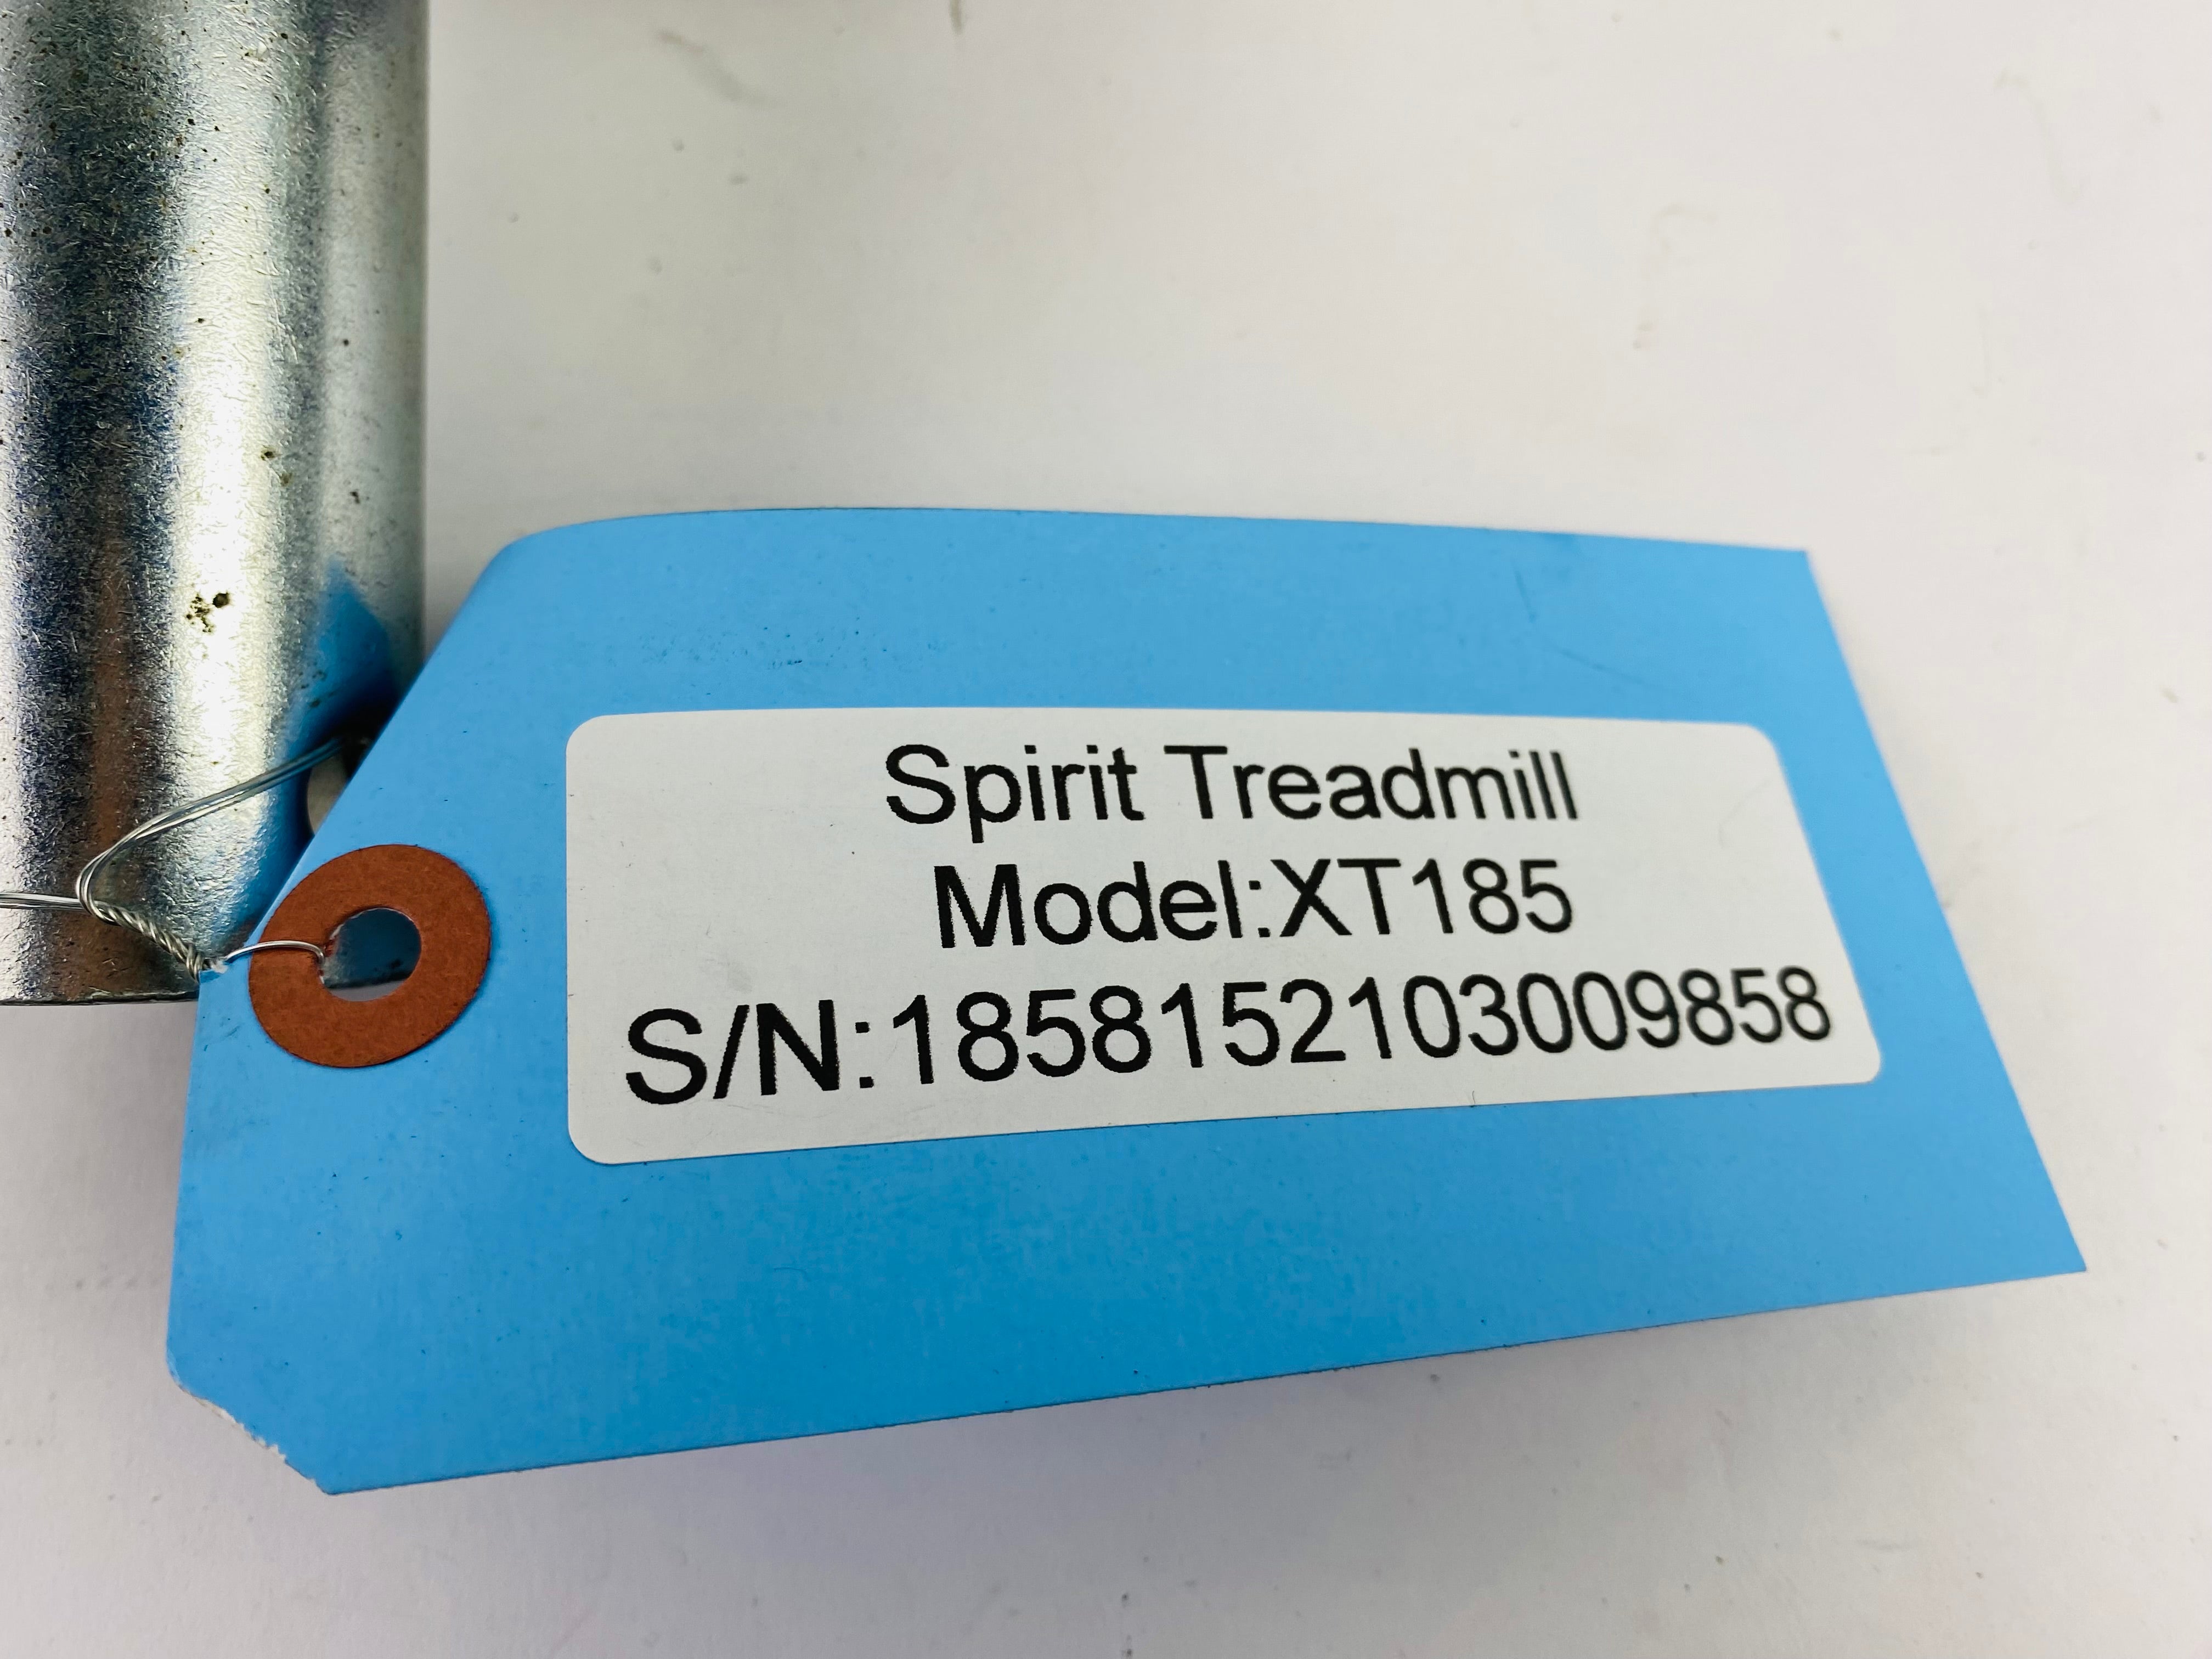 Spirit Treadmill
Model:XT185
S/N:1858152103009858